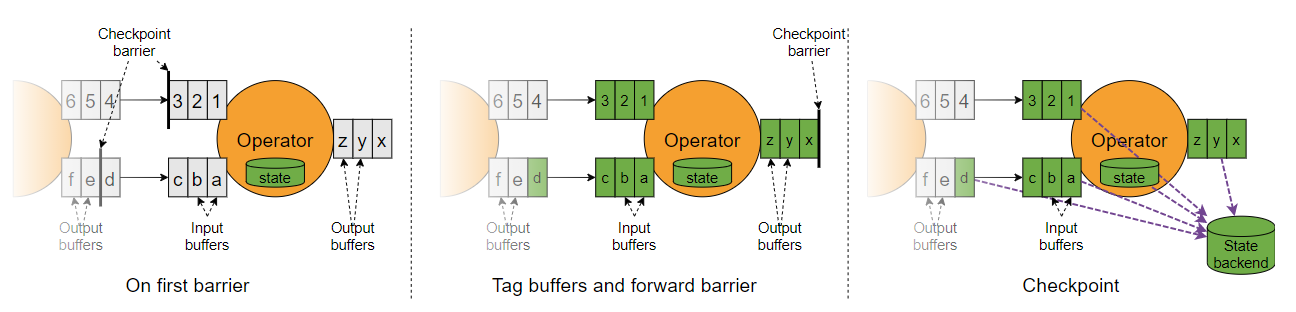 Checkpoint
barrier
6 5 4
3 2 1
Operator
state
z y x
f e d
c b a
Output
buffers
Input
buffers
Output
buffers
On first barrier
Checkpoint
barrier
6 5 4
3 2 1
Operator
state
z y x
f e d
c b a
Output
buffers
Input
buffers
Output
buffers
Tag buffers and forward barrier
6 5 4
3 2 1
Operator
state
z y x
f e d
c b a
Output
buffers
Input
buffers
State
backend
Checkpoint